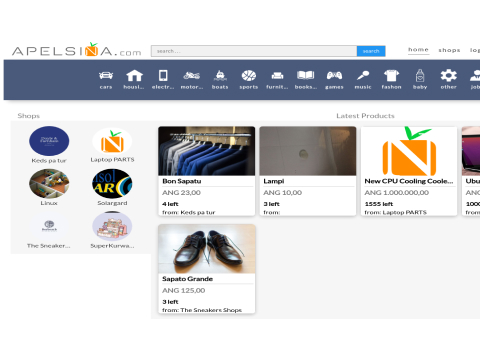 APELSINA.com
search ...
search
home
shops
log
cars
housi...
electr...
motor...
boats
sports
furnit...
books...
games
music
fashon
baby
other
job
Shops
Latest Products
Keds pa tur
Laptop PARTS
Linux
Solargard
The Sneaker...
SuperKurwa...
Bon Sapatu
ANG 23,00
4 left
from: Keds pa tur
Lampi
ANG 10,00
3 left
from:
New CPU Cooling Coole...
ANG 1.000.000,00
1555 left
from: Laptop PARTS
Ubu
ANG
1000
from:
Sapato Grande
ANG 125,00
3 left
from: The Sneakers Shops